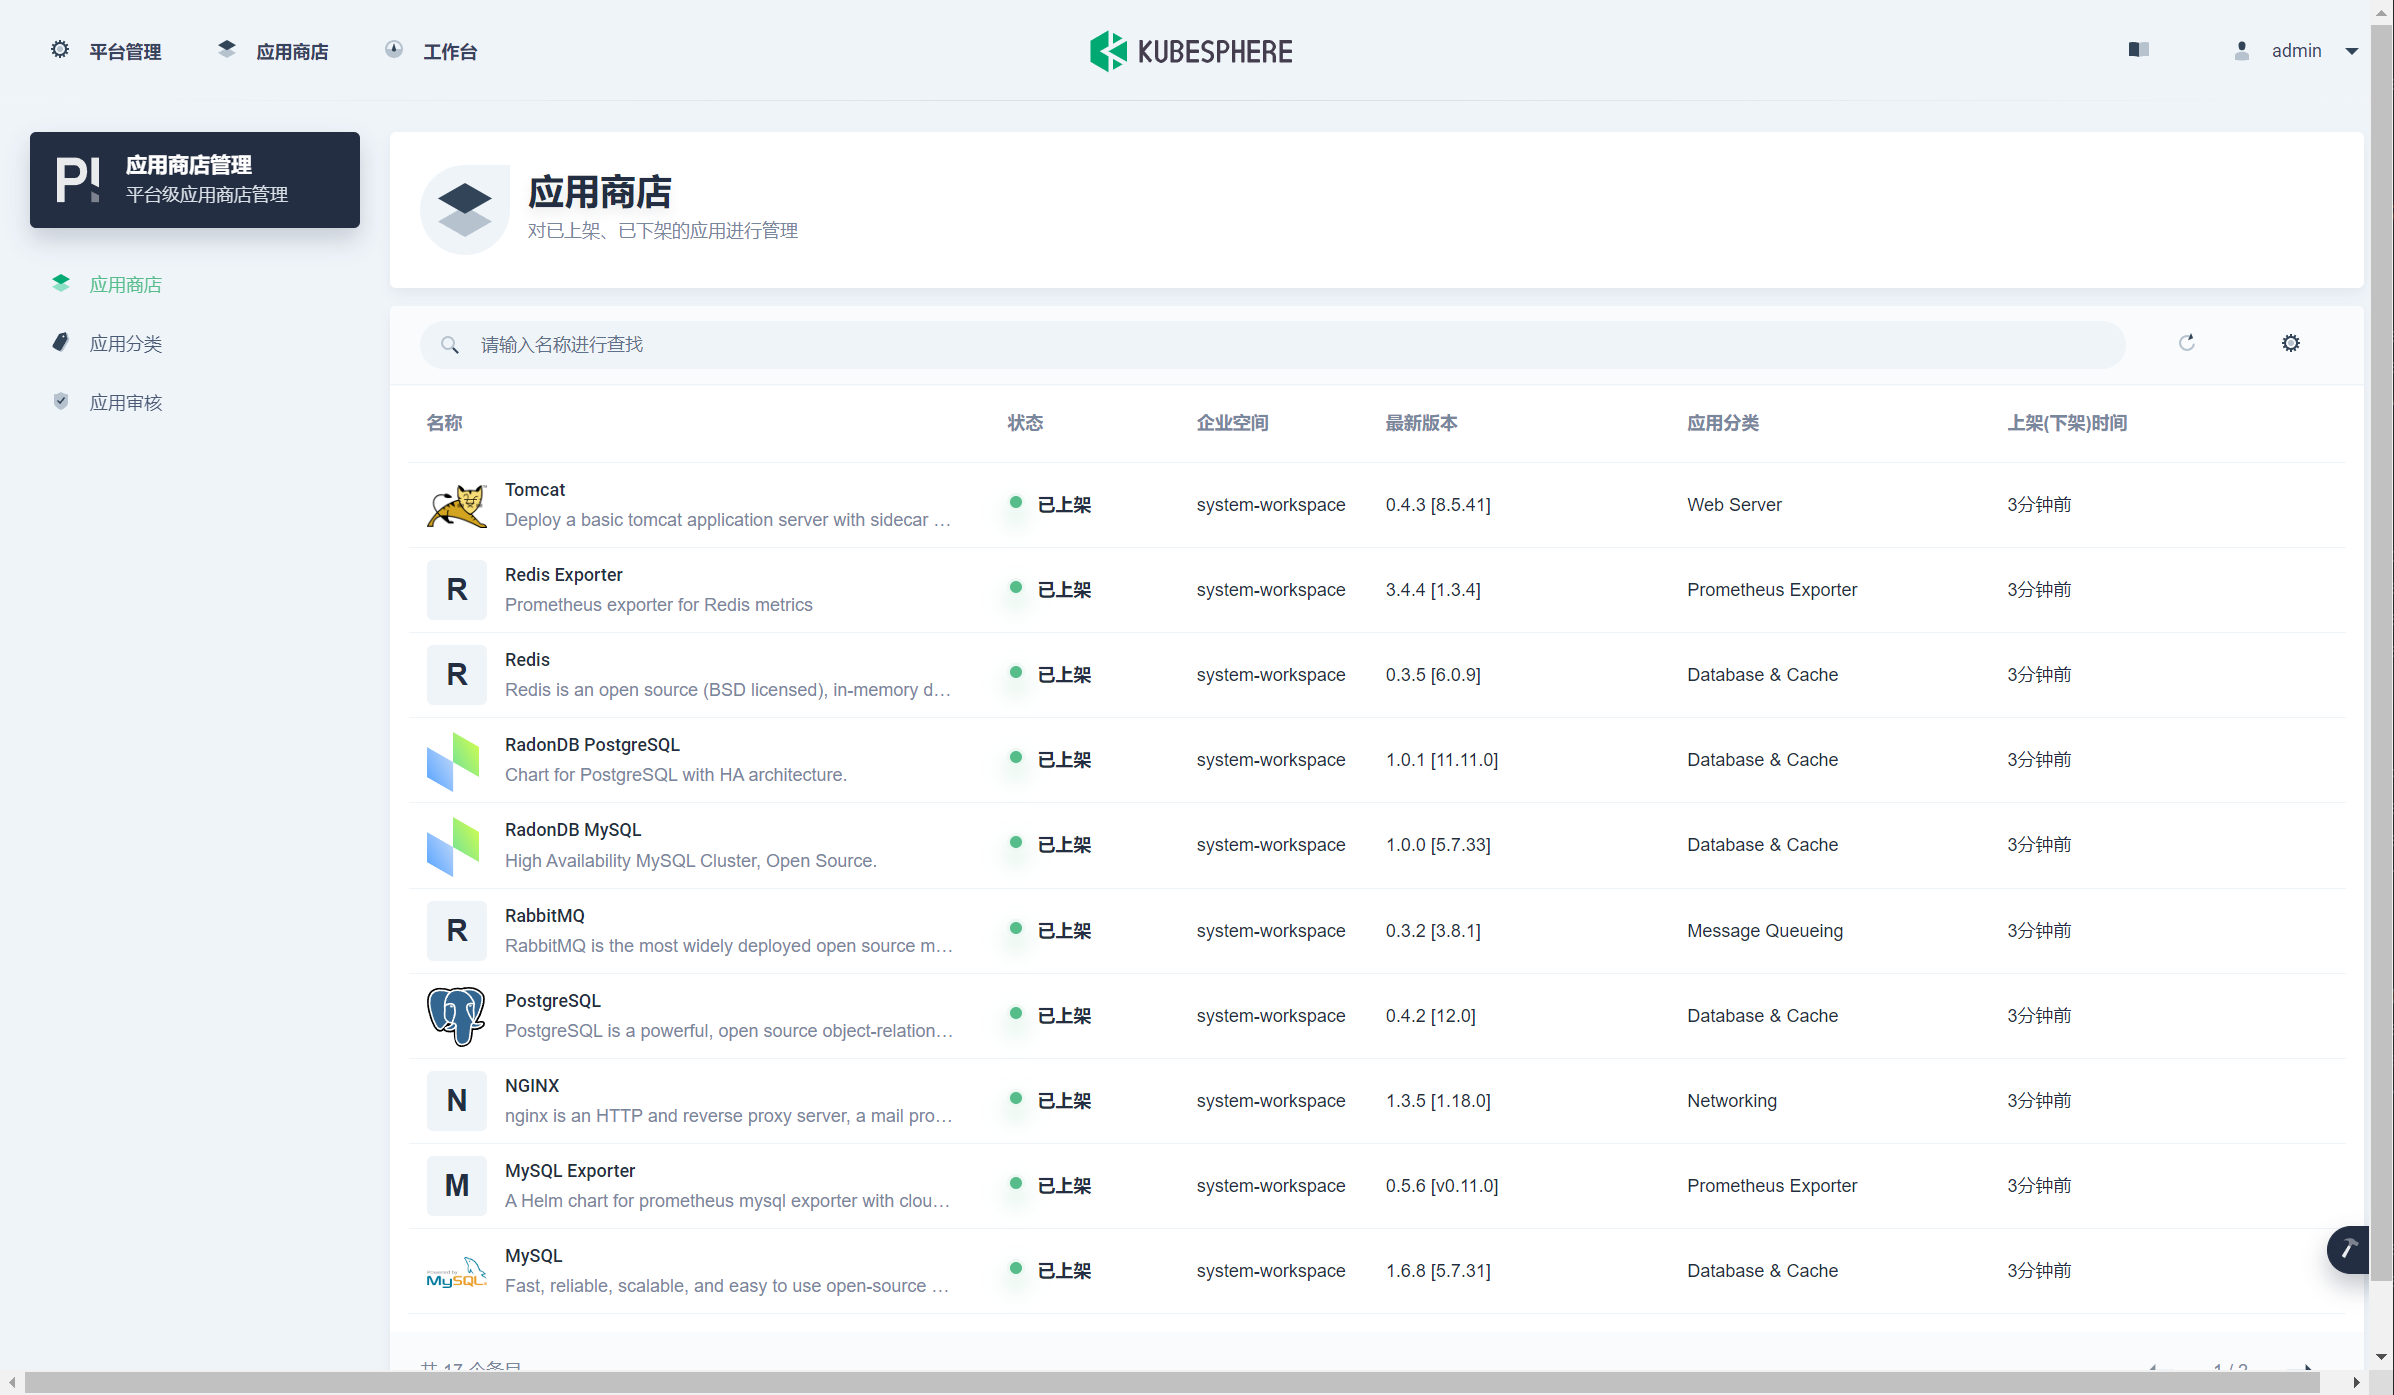 平台管理 应用商店 工作台 KUBESPHERE admin
应用商店管理
平台级应用商店管理
应用商店
应用分类
应用审核
应用商店
对已上架、已下架的应用进行管理
请输入名称进行查找
名称 状态 企业空间 最新版本 应用分类 上架(下架)时间
Tomcat
Deploy a basic tomcat application server with sidecar …
已上架 system-workspace 0.4.3 [8.5.41] Web Server 3分钟前
R
Redis Exporter
Prometheus exporter for Redis metrics
已上架 system-workspace 3.4.4 [1.3.4] Prometheus Exporter 3分钟前
R
Redis
Redis is an open source (BSD licensed), in-memory d…
已上架 system-workspace 0.3.5 [6.0.9] Database & Cache 3分钟前
RadonDB PostgreSQL
Chart for PostgreSQL with HA architecture.
已上架 system-workspace 1.0.1 [11.11.0] Database & Cache 3分钟前
RadonDB MySQL
High Availability MySQL Cluster, Open Source.
已上架 system-workspace 1.0.0 [5.7.33] Database & Cache 3分钟前
R
RabbitMQ
RabbitMQ is the most widely deployed open source m…
已上架 system-workspace 0.3.2 [3.8.1] Message Queueing 3分钟前
PostgreSQL
PostgreSQL is a powerful, open source object-relation…
已上架 system-workspace 0.4.2 [12.0] Database & Cache 3分钟前
N
NGINX
nginx is an HTTP and reverse proxy server, a mail pro…
已上架 system-workspace 1.3.5 [1.18.0] Networking 3分钟前
M
MySQL Exporter
A Helm chart for prometheus mysql exporter with clou…
已上架 system-workspace 0.5.6 [v0.11.0] Prometheus Exporter 3分钟前
MySQL
MySQL
Fast, reliable, scalable, and easy to use open-source …
已上架 system-workspace 1.6.8 [5.7.31] Database & Cache 3分钟前
共 17 个条目